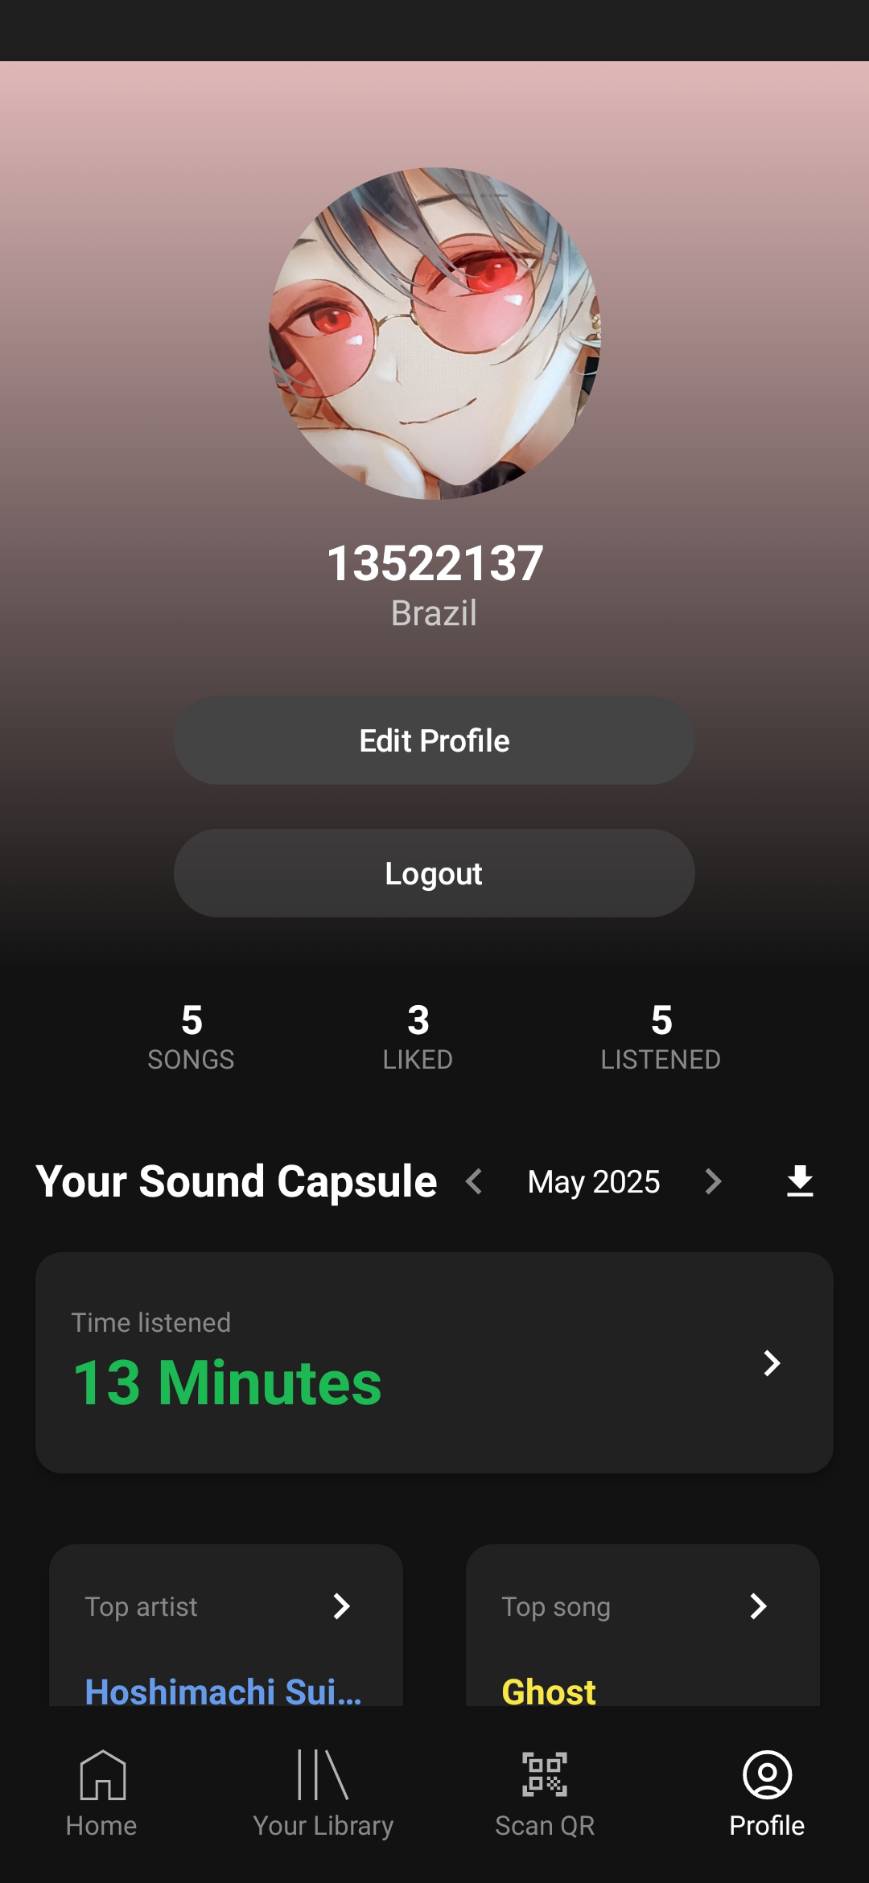 13522137
Brazil
Edit Profile
Logout
5 3 5
SONGS LIKED LISTENED
Your Sound Capsule May 2025
Time listened
13 Minutes
Top artist Top song
Hoshimachi Sui... Ghost
Home Your Library Scan QR Profile